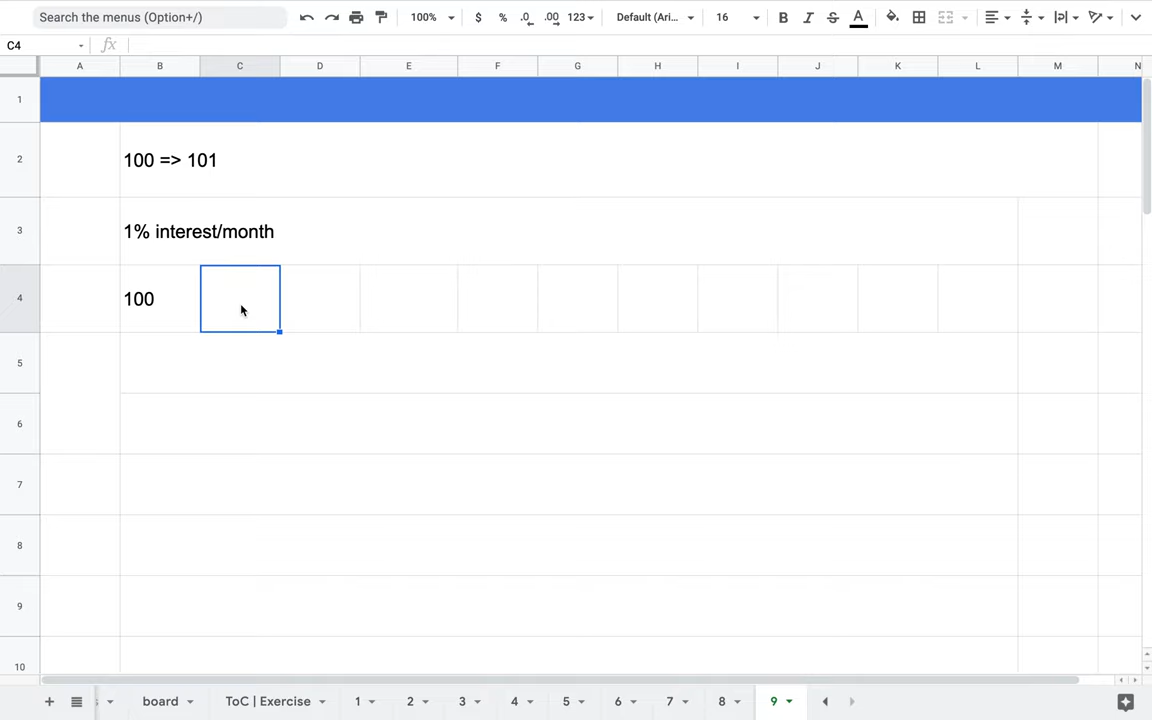 Search the menus (Option+/)
100%
$ % .0 .00 123
Default (Ari...
16
B I S A
C4
fx
A B C D E F G H I J K L M N
1
2 100 => 101
3 1% interest/month
4 100
5
6
7
8
9
10
board ToC | Exercise 1 2 3 4 5 6 7 8 9